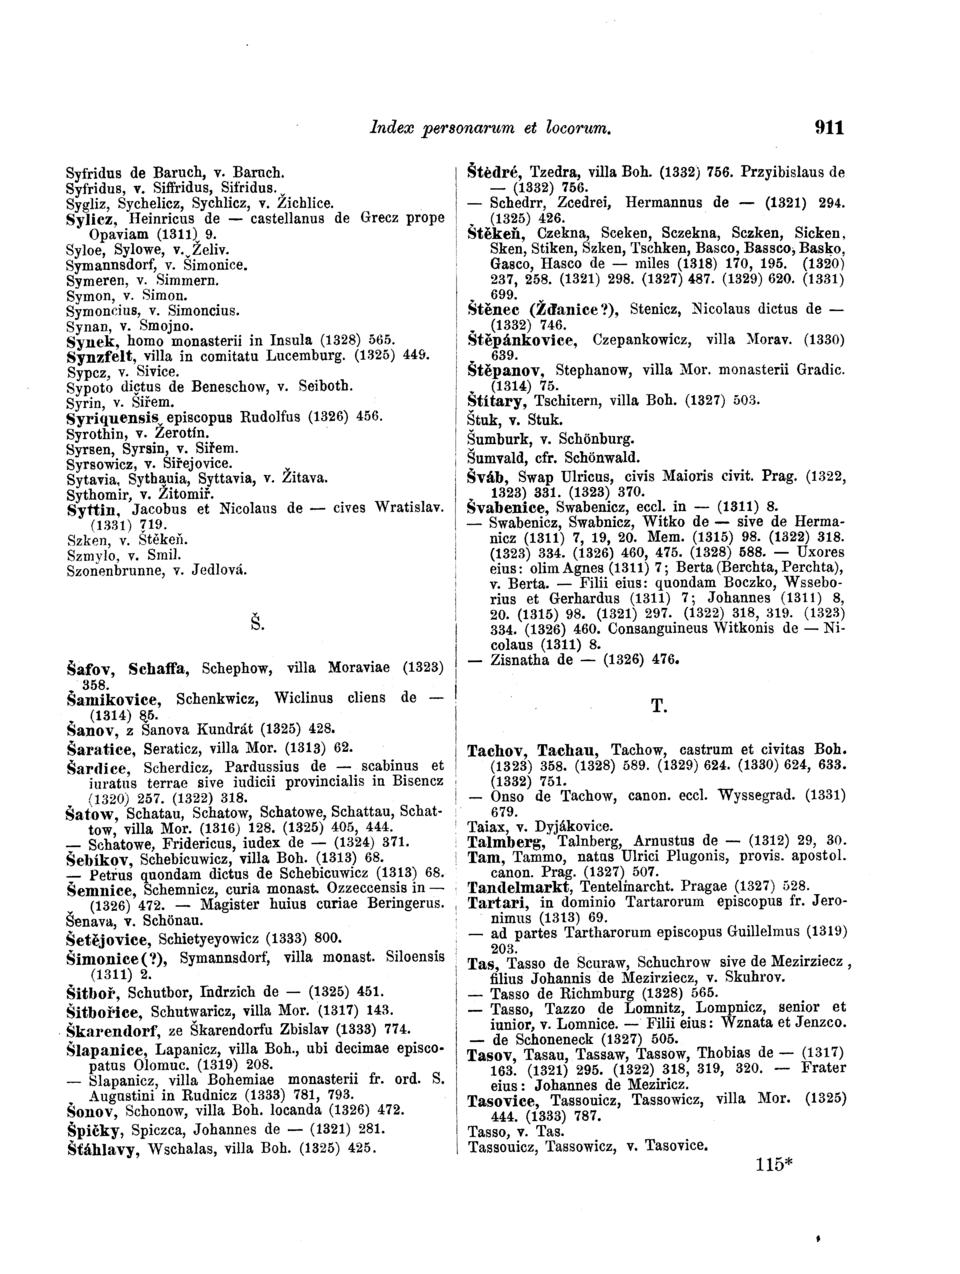 Index personarum et locorum.
911
Syfridus de Baruch, v. Baruch.
Syfridus, v. Siffridus, Sifridus.
Sygliz, Sychelicz, Sychlicz, v. Žichlice.
Sylicz, Heinricus de — castellanus de Grecz prope
Opaviam (1311) 9.
Syloe, Sylowe, v. Želiv.
Symannsdorf, v. Šimonice.
Symeren, v. Simmern.
Symon, v. Simon.
Symoncius, v. Simoncius.
Synan, v. Smojno.
Synek, homo monasterii in Insula (1328) 565.
Synzfelt, villa in comitatu Lucemburg. (1325) 449.
Sypcz, v. Sivice.
Sypoto dictus de Beneschow, v. Seiboth.
Syrin, v. Siřem.
Syriquensis episcopus Rudolfus (1326) 456.
Syrothin, v. Žerotín.
Syrsen, Syrsin, v. Siřem.
Syrsowicz, v. Siřejovice.
Sytavia, Sythauia, Syttavia, v. Žitava.
Sythomir, v. Žitomiř.
Syttin, Jacobus et Nicolaus de — cives Wratislav.
(1331) 719.
Szken, v. Štěkeň.
Szmylo, v. Smil.
Szonenbrunne, v. Jedlová.
Š.
Šafov, Schaffa, Schephow, villa Moraviae (1323)
358.
Šamikovice, Schenkwicz, Wiclinus cliens de —
(1314) 85.
Šanov, z Šanova Kundrát (1325) 428.
Šaratice, Seraticz, villa Mor. (1313) 62.
Šardice, Scherdicz, Pardussius de — scabinus et
iuratus terrae sive iudicii provincialis in Bisencz
(1320) 257. (1322) 318.
Šatow, Schatau, Schatow, Schatowe, Schattau, Schat-
tow, villa Mor. (1316) 128. (1325) 405, 444.
— Schatowe, Fridericus, iudex de — (1324) 371.
Šebíkov, Schebicuwicz, villa Boh. (1313) 68.
— Petrus quondam dictus de Schebicuwicz (1313) 68.
Šemnice, Schemnicz, curia monast. Ozzeccensis in —
(1326) 472. — Magister huius curiae Beringerus.
Šenava, v. Schönau.
Šetějovice, Schietyeyowicz (1333) 800.
Šimonice(?), Symannsdorf, villa monast. Siloensis
(1311) 2.
Šitboř, Schutbor, Indrzich de — (1325) 451.
Šitbořice, Schutwaricz, villa Mor. (1317) 143.
Škarendorf, ze Škarendorfu Zbislav (1333) 774.
Šlapanice, Lapanicz, villa Boh., ubi decimae episco-
patus Olomuc. (1319) 208.
— Slapanicz, villa Bohemiae monasterii fr. ord. S.
Augustini in Rudnicz (1333) 781, 793.
Šonov, Schonow, villa Boh. locanda (1326) 472.
Špičky, Spiczca, Johannes de — (1321) 281.
Šťáhlavy, Wschalas, villa Boh. (1325) 425.
Štědré, Tzedra, villa Boh. (1332) 756. Przyibislaus de
— (1332) 756.
— Schedrr, Zcedrei, Hermannus de — (1321) 294.
(1325) 426.
Štěkeň, Czekna, Sceken, Sczekna, Sczken, Sicken,
Sken, Stiken, Szken, Tschken, Basco, Bassco, Basko,
Gasco, Hasco de — miles (1318) 170, 195. (1320)
237, 258. (1321) 298. (1327) 487. (1329) 620. (1331)
699.
Štěnec (Žďanice?), Stenicz, Nicolaus dictus de —
(1332) 746.
Štěpánkovice, Czepankowicz, villa Morav. (1330)
639.
Štěpanov, Stephanow, villa Mor. monasterii Gradic.
(1314) 75.
Štítary, Tschitern, villa Boh. (1327) 503.
Štuk, v. Stuk.
Šumburk, v. Schönburg.
Šumvald, cfr. Schönwald.
Šváb, Swap Ulricus, civis Maioris civit. Prag. (1322,
1323) 331. (1323) 370.
Švabenice, Swabenicz, eccl. in — (1311) 8.
— Swabenicz, Swabnicz, Witko de — sive de Herma-
nicz (1311) 7, 19, 20. Mem. (1315) 98. (1322) 318.
(1323) 334. (1326) 460, 475. (1328) 588. — Uxores
eius: olim Agnes (1311) 7; Berta (Berchta, Perchta),
v. Berta. — Filii eius: quondam Boczko, Wssebo-
rius et Gerhardus (1311) 7; Johannes (1311) 8,
20. (1315) 98. (1321) 297. (1322) 318, 319. (1323)
334. (1326) 460. Consanguineus Witkonis de — Ni-
colaus (1311) 8.
— Zisnatha de — (1326) 476.
T.
Tachov, Tachau, Tachow, castrum et civitas Boh.
(1323) 358. (1328) 589. (1329) 624. (1330) 624, 633.
(1332) 751.
— Onso de Tachow, canon. eccl. Wyssegrad. (1331)
679.
Taiax, v. Dyjákovice.
Talmberg, Talnberg, Arnustus de — (1312) 29, 30.
Tam, Tammo, natus Ulrici Plugonis, provis. apostol.
canon. Prag. (1327) 507.
Tandelmarkt, Tentelmarcht. Pragae (1327) 528.
Tartari, in dominio Tartarorum episcopus fr. Jero-
nimus (1313) 69.
— ad partes Tartharorum episcopus Guillelmus (1319)
203.
Tas, Tasso de Scuraw, Schuchrow sive de Mezirziecz,
filius Johannis de Mezirziecz, v. Skuhrov.
— Tasso de Richmburg (1328) 565.
— Tasso, Tazzo de Lomnitz, Lompnicz, senior et
iunior, v. Lomnice. — Filii eius: Wznata et Jenzco.
— de Schoneneck (1327) 505.
Tasov, Tasau, Tassaw, Tassow, Thobias de — (1317)
163. (1321) 295. (1322) 318, 319, 320. — Frater
eius: Johannes de Meziricz.
Tasovice, Tassouicz, Tassowicz, villa Mor. (1325)
444. (1333) 787.
Tasso, v. Tas.
Tassouicz, Tassowicz, v. Tasovice.
115*